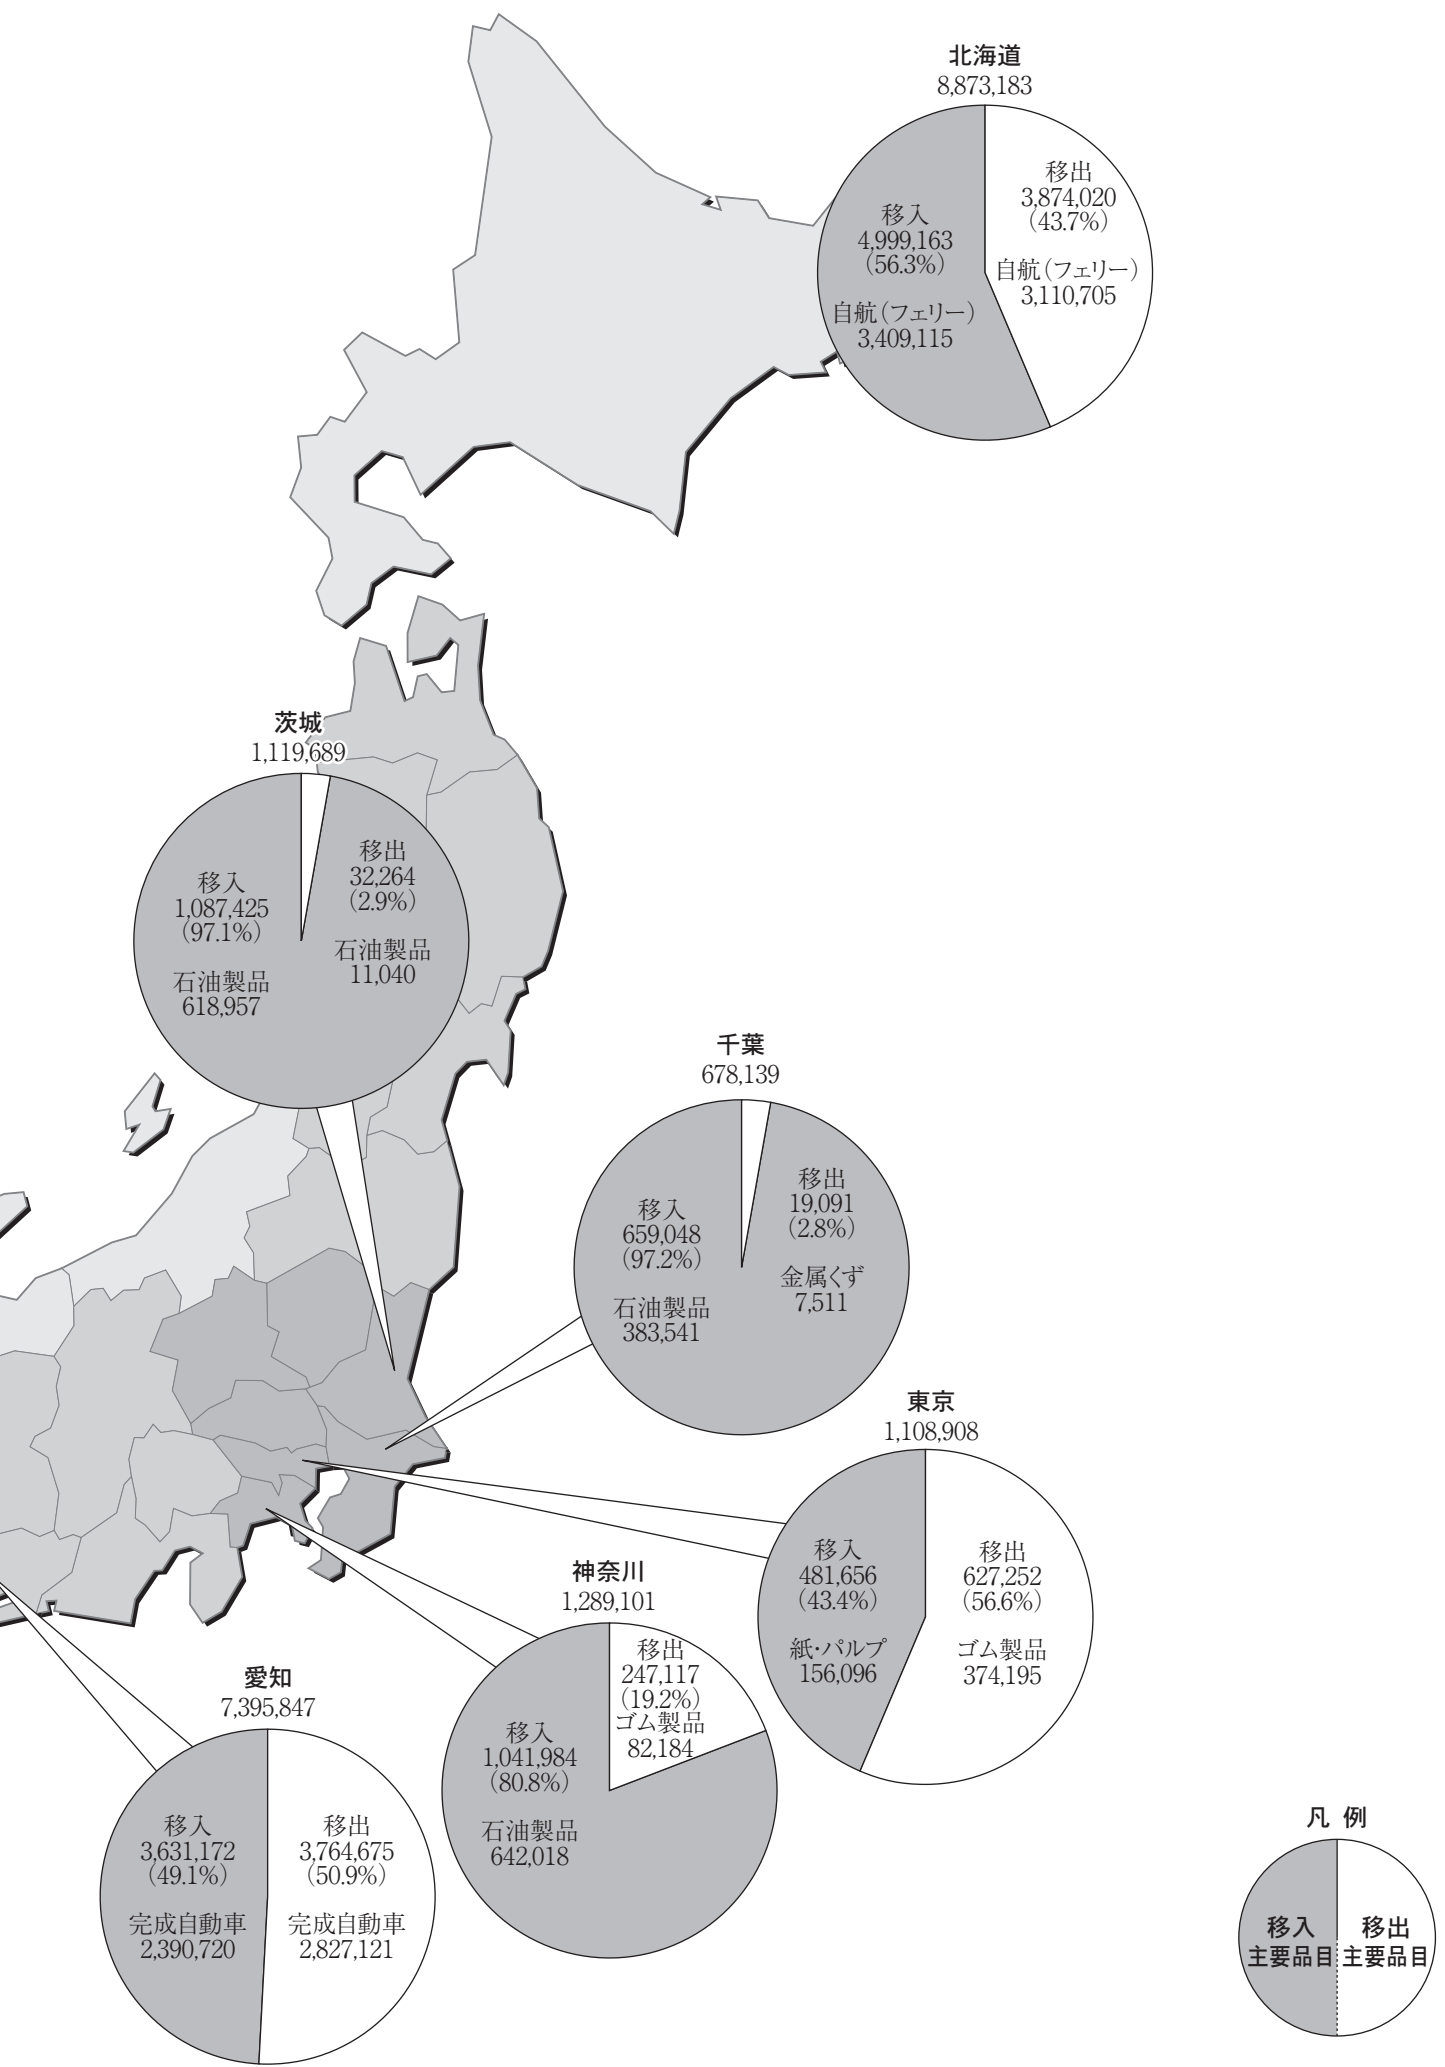 北海道
8,873,183
移出
3,874,020
（43.7%）
自航（フェリー）
3,110,705
移入
4,999,163
（56.3%）
自航（フェリー）
3,409,115
茨城
1,119,689
移出
32,264
（2.9%）
石油製品
11,040
移入
1,087,425
（97.1%）
石油製品
618,957
千葉
678,139
移出
19,091
（2.8%）
金属くず
7,511
移入
659,048
（97.2%）
石油製品
383,541
東京
1,108,908
移入
481,656
（43.4%）
紙・パルプ
156,096
移出
627,252
（56.6%）
ゴム製品
374,195
神奈川
1,289,101
移出
247,117
（19.2%）
ゴム製品
82,184
移入
1,041,984
（80.8%）
石油製品
642,018
愛知
7,395,847
移入
3,631,172
（49.1%）
完成自動車
2,390,720
移出
3,764,675
（50.9%）
完成自動車
2,827,121
凡 例
移入
主要品目
移出
主要品目